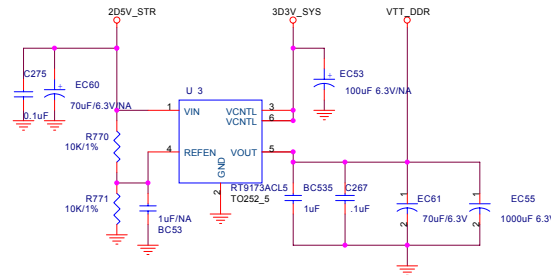 2D5V_STR 3D3V_SYS VTT_DDR
C275
EC60
0.1uF
70uF/6.3V/NA
U 3
1 VIN
VCNTL 3
VCNTL 6
EC53
100uF 6.3V/NA
R770
10K/1%
4 REFEN
VOUT 5
GND
2
RT9173ACL5
TO252_5
R771
10K/1%
1uF/NA
BC53
BC535
1uF
C267
.1uF
1
EC61
70uF/6.3V
2
1
EC55
1000uF 6.3V
2